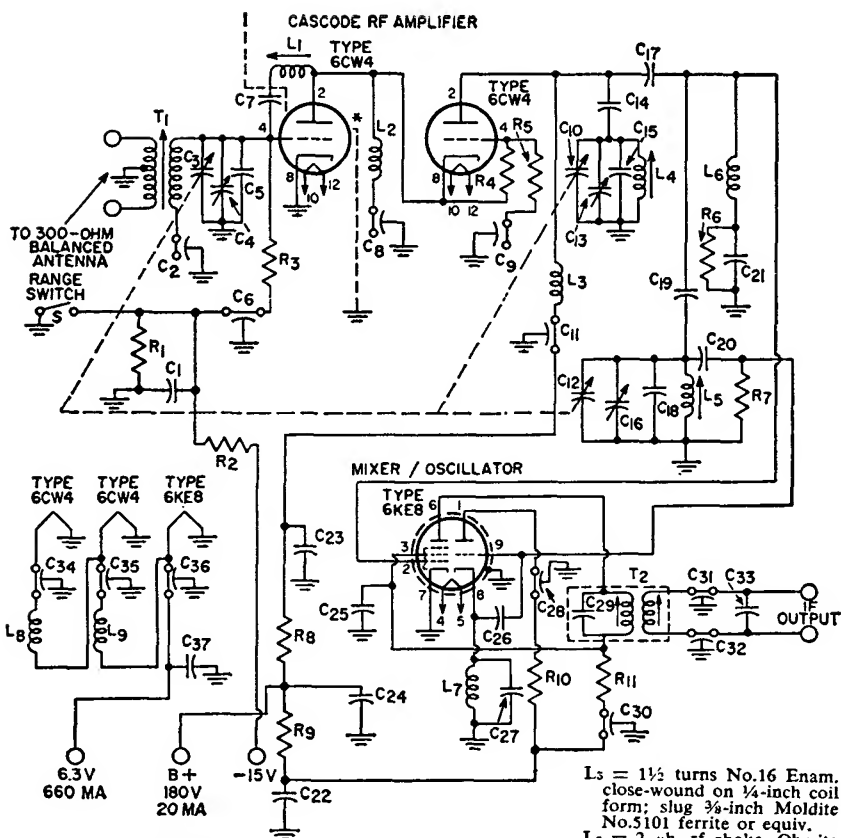 CASCODE RF AMPLIFIER
L1
TYPE
6CW4
TYPE
6CW4
C17
C7
2
2
C14
4
*
L2
4
R5
C10
C15
T1
C3
C5
8
10
12
8
R4
10 12
L4
L6
C4
C13
R6
C21
TO 300-OHM
BALANCED
ANTENNA
C2
R3
C8
C9
L3
C19
RANGE
SWITCH
S
C6
C11
C20
R1
C1
C12
C16
C18
L5
R7
R2
MIXER / OSCILLATOR
TYPE
6KE8
TYPE
6CW4
TYPE
6CW4
TYPE
6KE8
6
1
3
2
9
C23
C34
C35
C36
C25
7
4
5
8
C26
C28
T2
C29
C31
C33
IF
OUTPUT
C32
L8
L9
C37
R8
L7
C27
R10
R11
C24
C30
R9
C22
6.3 V
660 MA
B+
180V
20 MA
-15V
L3 = 1½ turns No.16 Enam.
close-wound on ¼-inch coil
form; slug ⅜-inch Moldite
No.5101 ferrite or equiv.